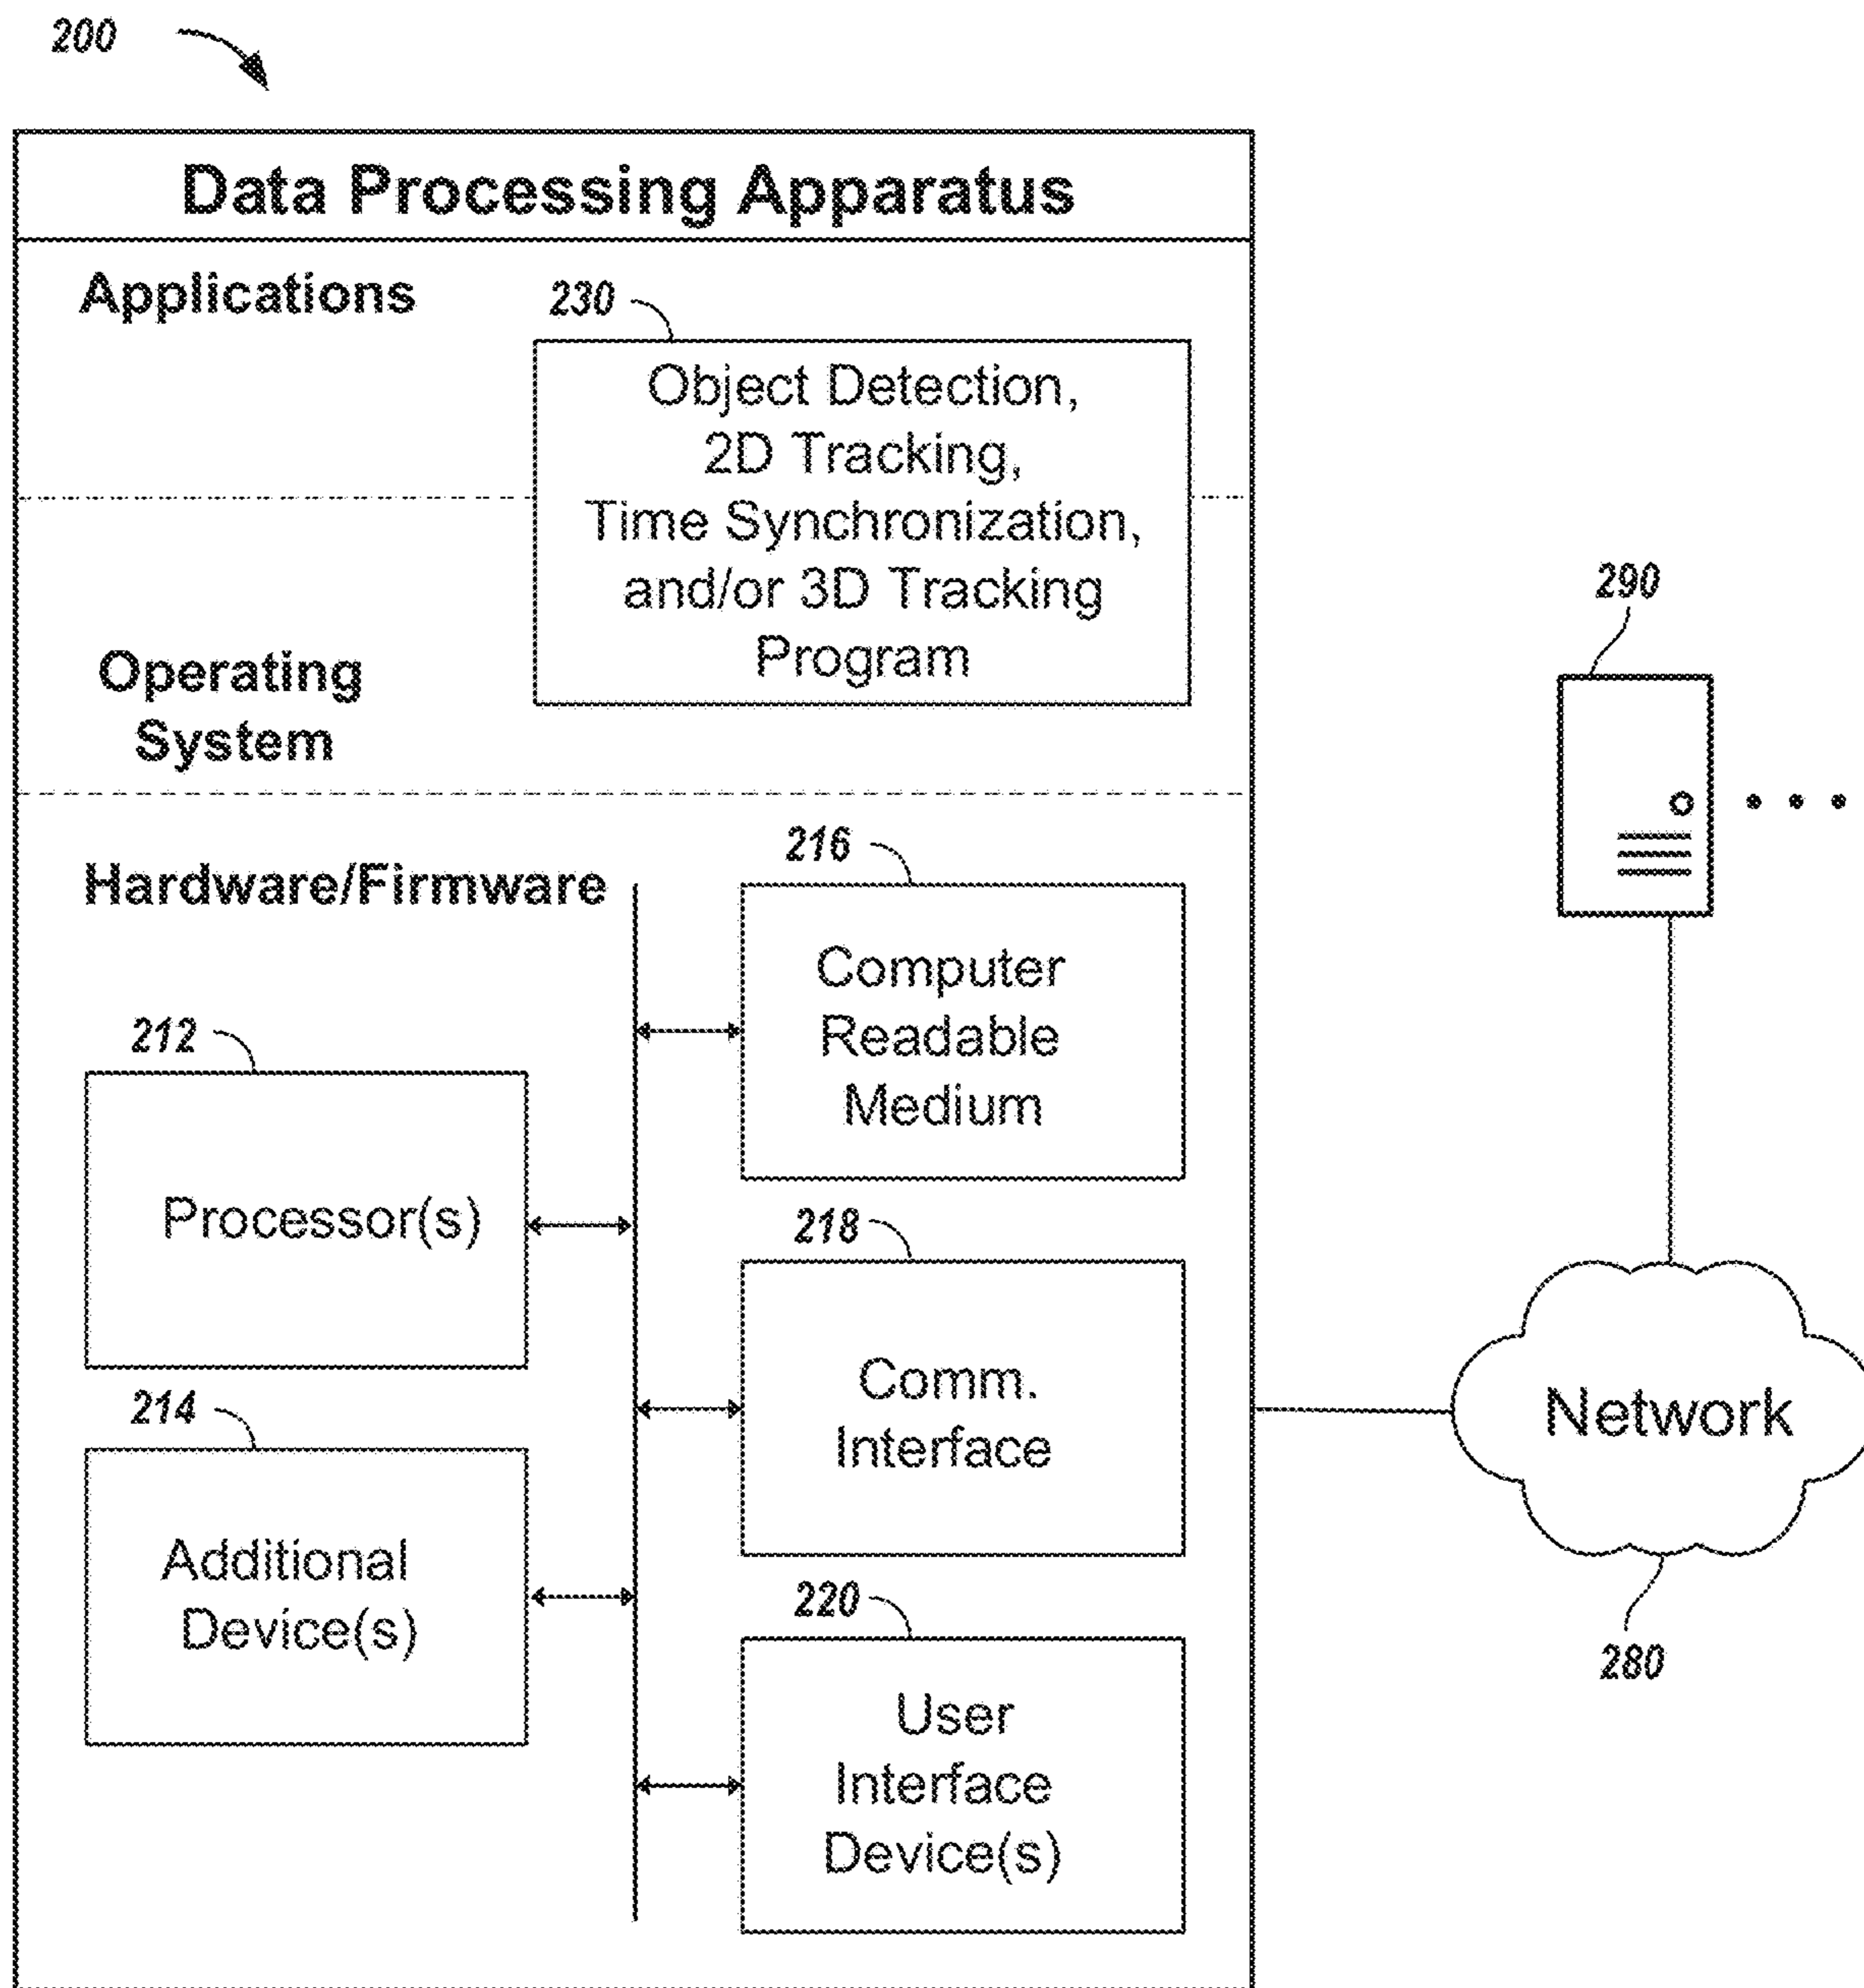 200
Data Processing Apparatus
Applications
230
Object Detection,
2D Tracking,
Time Synchronization,
and/or 3D Tracking
Program
Operating
System
290
Hardware/Firmware
216
Computer
Readable
Medium
212
Processor(s)
218
Comm.
Interface
Network
280
214
Additional
Device(s)
220
User
Interface
Device(s)